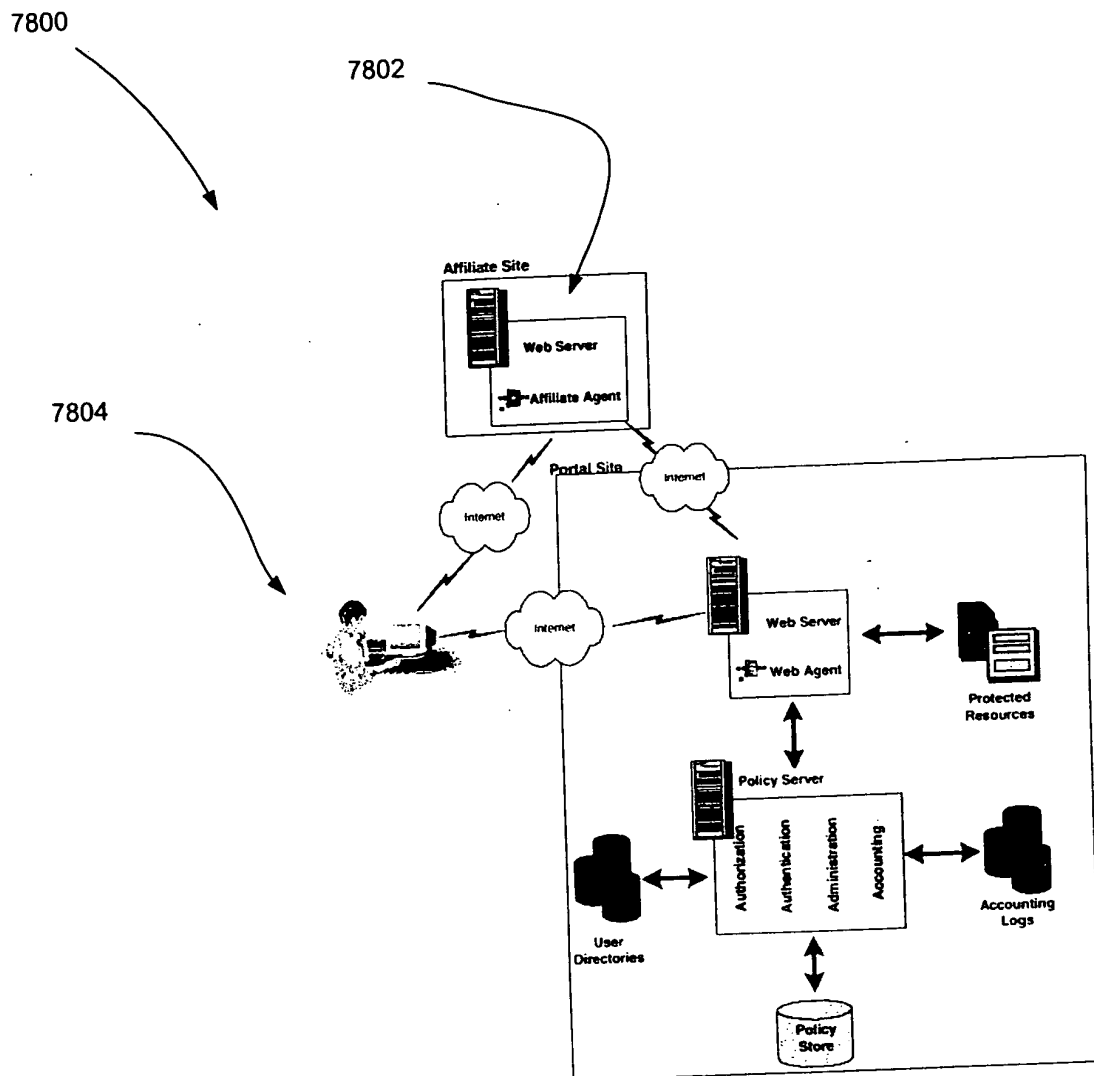 7800
7802
Affiliate Site
Web Server
Affiliate Agent
7804
Portal Site
Internet
Internet
Internet
Web Server
Web Agent
Protected
Resources
Policy Server
Authorization
Authentication
Administration
Accounting
User
Directories
Accounting
Logs
Policy
Store